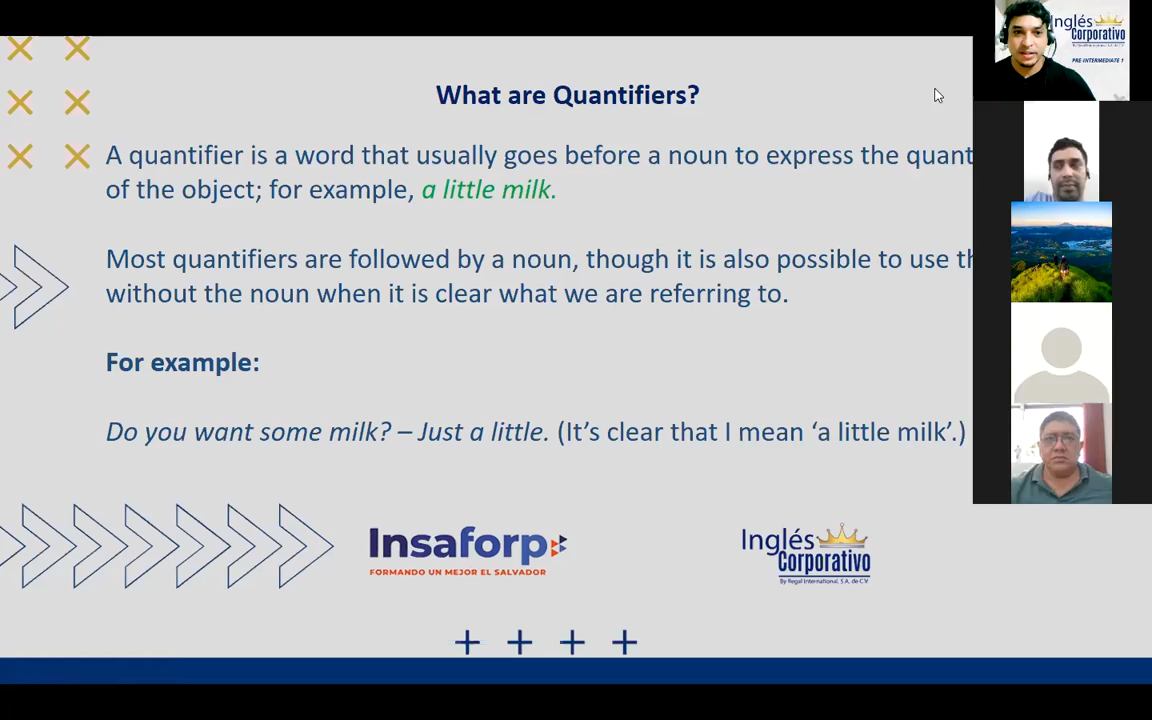 What are Quantifiers?
A quantifier is a word that usually goes before a noun to express the quant
of the object; for example, a little milk.
Most quantifiers are followed by a noun, though it is also possible to use th
without the noun when it is clear what we are referring to.
For example:
Do you want some milk? – Just a little. (It’s clear that I mean ‘a little milk’.)
Insaforp
FORMANDO UN MEJOR EL SALVADOR
Inglés
Corporativo
By Regal International, S.A. de C.V
Inglés
Corporativo
PRE-INTERMEDIATE 1